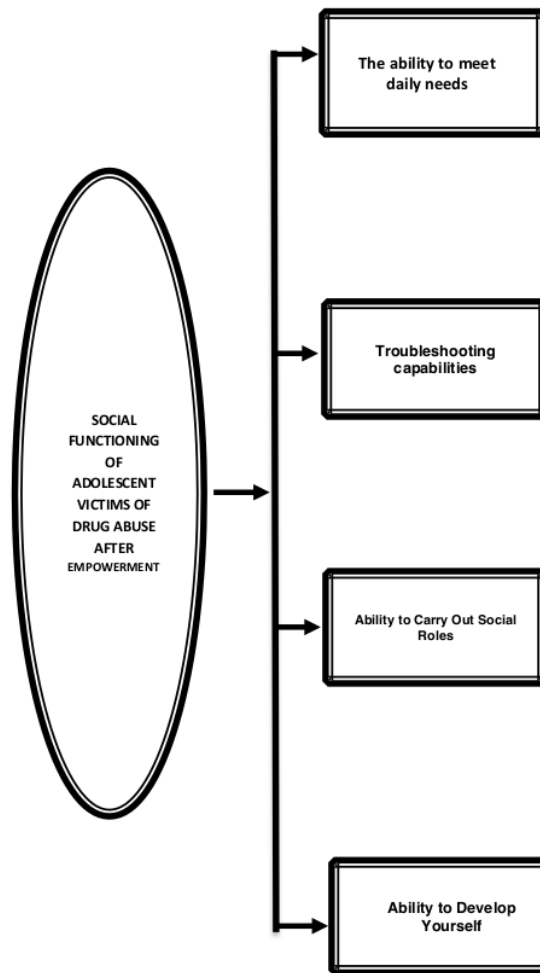 The ability to meet
daily needs
Troubleshooting
capabilities
SOCIAL
FUNCTIONING
OF
ADOLESCENT
VICTIMS OF
DRUG ABUSE
AFTER
EMPOWERMENT
Ability to Carry Out Social
Roles
Ability to Develop
Yourself